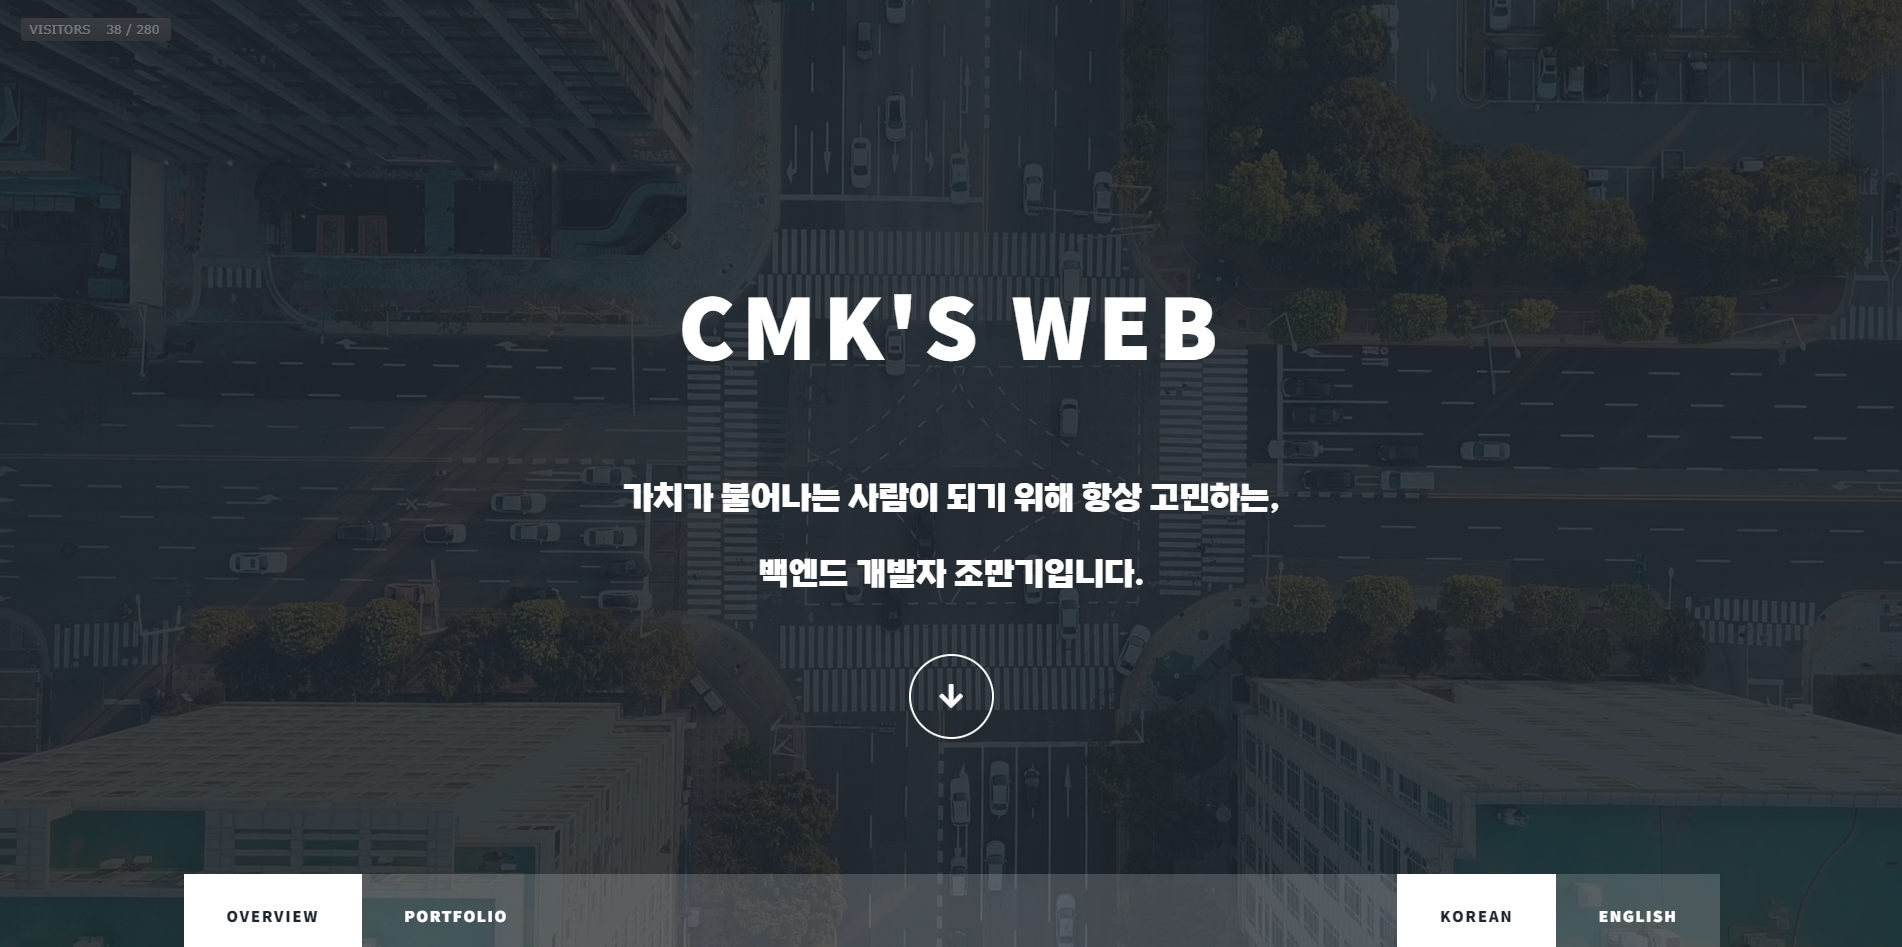 VISITORS 38 / 280
CMK'S WEB
가치가 불어나는 사람이 되기 위해 항상 고민하는,
백엔드 개발자 조만기입니다.
OVERVIEW PORTFOLIO KOREAN ENGLISH